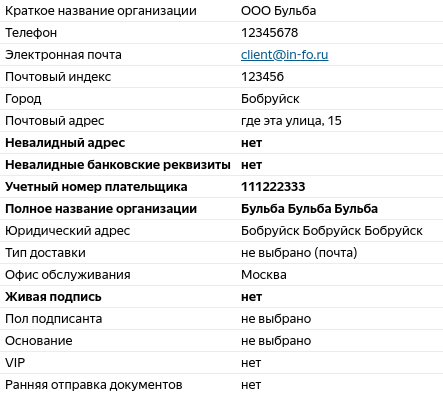 Краткое название организации ООО Бульба
Телефон 12345678
Электронная почта client@in-fo.ru
Почтовый индекс 123456
Город Бобруйск
Почтовый адрес где эта улица, 15
Невалидный адрес нет
Невалидные банковские реквизиты нет
Учетный номер плательщика 111222333
Полное название организации Бульба Бульба Бульба
Юридический адрес Бобруйск Бобруйск Бобруйск
Тип доставки не выбрано (почта)
Офис обслуживания Москва
Живая подпись нет
Пол подписанта не выбрано
Основание не выбрано
VIP нет
Ранняя отправка документов нет